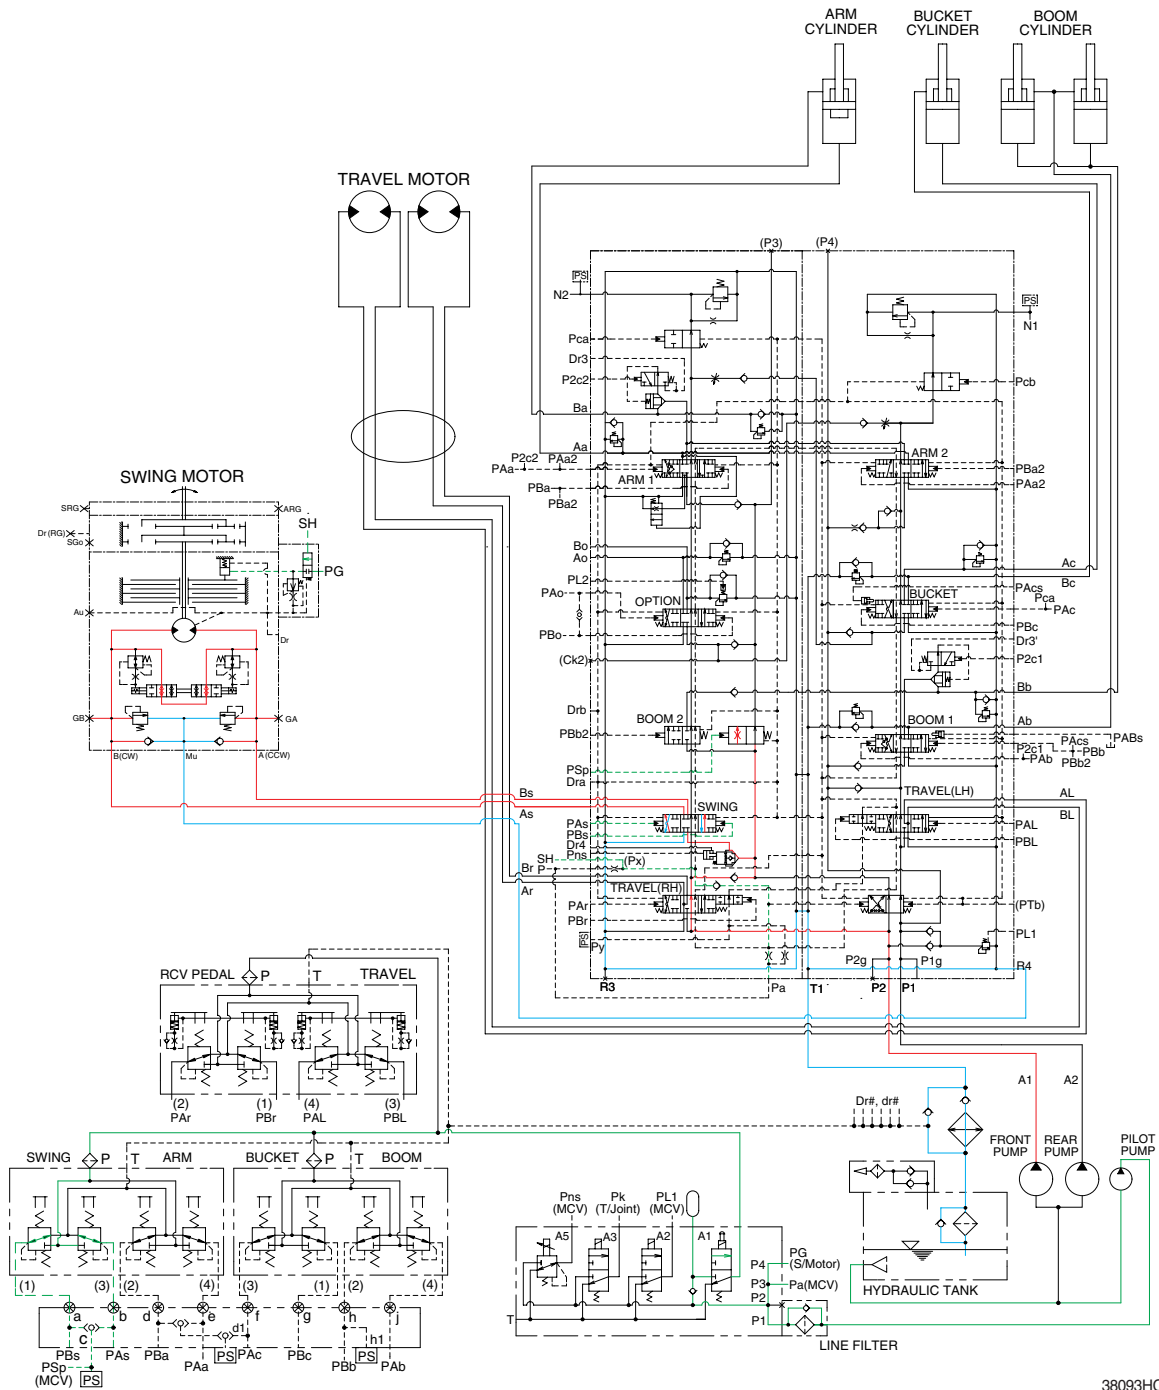 ARM
CYLINDER
BUCKET
CYLINDER
BOOM
CYLINDER
TRAVEL MOTOR
(P3)
(P4)
PS
N2
PS
N1
Pca
Dr3
P2c2
Pcb
Ba
Aa
P2c2
PAa2
PAa
ARM 1
ARM 2
PBa2
PAa2
PBa
PBa2
SWING MOTOR
SRG
ARG
SH
Dr(RG)
SGo
PG
Au
Dr
GB
GA
B(CW)
Mu
A(CCW)
Bo
Ao
PL2
PAo
OPTION
PBo
(Ck2)
Ac
Bc
PAcs
Pca
PAc
BUCKET
PBc
Dr3'
P2c1
Bb
Ab
Drb
BOOM 2
PBb2
PSp
Dra
BOOM 1
PAcs
PABs
P2c1
PBb
PAb
PBb2
TRAVEL(LH)
AL
BL
Bs
As
SWING
PAs
PBs
Dr4
Pns
SH
P
(Px)
PAL
PBL
Br
Ar
TRAVEL(RH)
PAr
PBr
PS
Py
(PTb)
PL1
P2g
P1g
R4
R3
Pa
T1
P2
P1
RCV PEDAL
P
T
TRAVEL
(2)
(1)
(4)
(3)
PAr
PBr
PAL
PBL
Dr#, dr#
A1
A2
FRONT
PUMP
REAR
PUMP
PILOT
PUMP
SWING
P
T
ARM
BUCKET
P
T
BOOM
(1)
(3)
(2)
(4)
(3)
(1)
(2)
(4)
a
b
d
e
f
g
h
j
c
d1
h1
PBs
PAs
PBa
PAa
PS
PAc
PBc
PBb
PS
PAb
PSp
(MCV)
PS
Pns
(MCV)
Pk
(T/Joint)
PL1
(MCV)
A5
A3
A2
A1
PG
P4
(S/Motor)
P3
Pa(MCV)
P2
T
P1
LINE FILTER
HYDRAULIC TANK